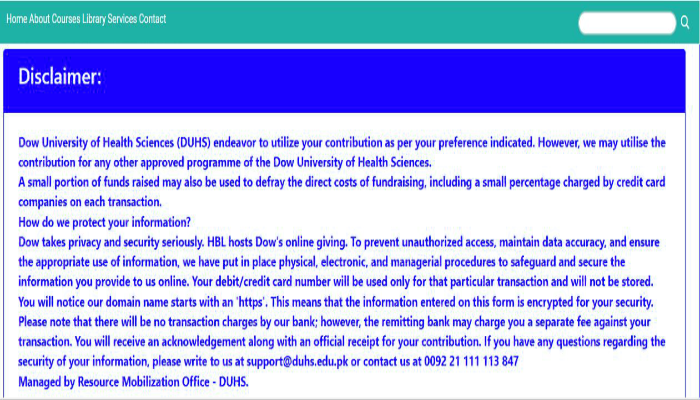 Home About Courses Library Services Contact
Disclaimer:
Dow University of Health Sciences (DUHS) endeavor to utilize your contribution as per your preference indicated. However, we may utilise the
contribution for any other approved programme of the Dow University of Health Sciences.
A small portion of funds raised may also be used to defray the direct costs of fundraising, including a small percentage charged by credit card
companies on each transaction.
How do we protect your information?
Dow takes privacy and security seriously. HBL hosts Dow's online giving. To prevent unauthorized access, maintain data accuracy, and ensure
the appropriate use of information, we have put in place physical, electronic, and managerial procedures to safeguard and secure the
information you provide to us online. Your debit/credit card number will be used only for that particular transaction and will not be stored.
You will notice our domain name starts with an 'https'. This means that the information entered on this form is encrypted for your security.
Please note that there will be no transaction charges by our bank; however, the remitting bank may charge you a separate fee against your
transaction. You will receive an acknowledgement along with an official receipt for your contribution. If you have any questions regarding the
security of your information, please write to us at support@duhs.edu.pk or contact us at 0092 21 111 113 847
Managed by Resource Mobilization Office - DUHS.